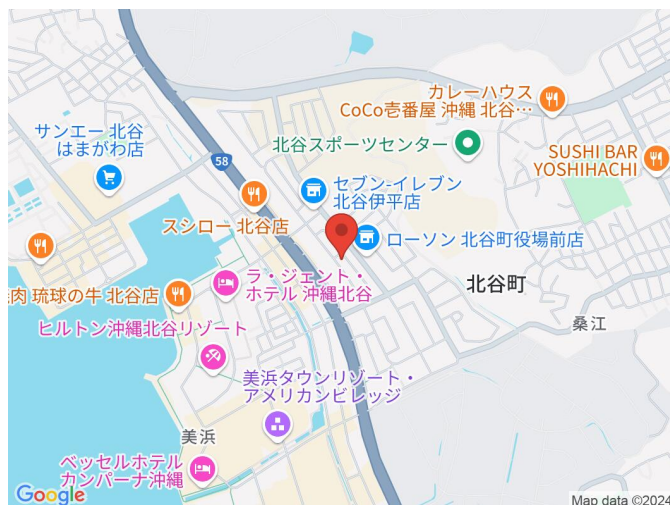 カレーハウス
CoCo壱番屋 沖縄 北谷…
サンエー 北谷
はまがわ店
58
北谷スポーツセンター
SUSHI BAR
YOSHIHACHI
セブン-イレブン
北谷伊平店
スシロー 北谷店
ローソン 北谷町役場前店
肉 琉球の牛 北谷店
ラ・ジェント・
ホテル 沖縄北谷
北谷町
ヒルトン沖縄北谷リゾート
桑江
美浜タウンリゾート・
アメリカンビレッジ
美浜
ベッセルホテル
カンパーナ沖縄
Google
Map data ©2024